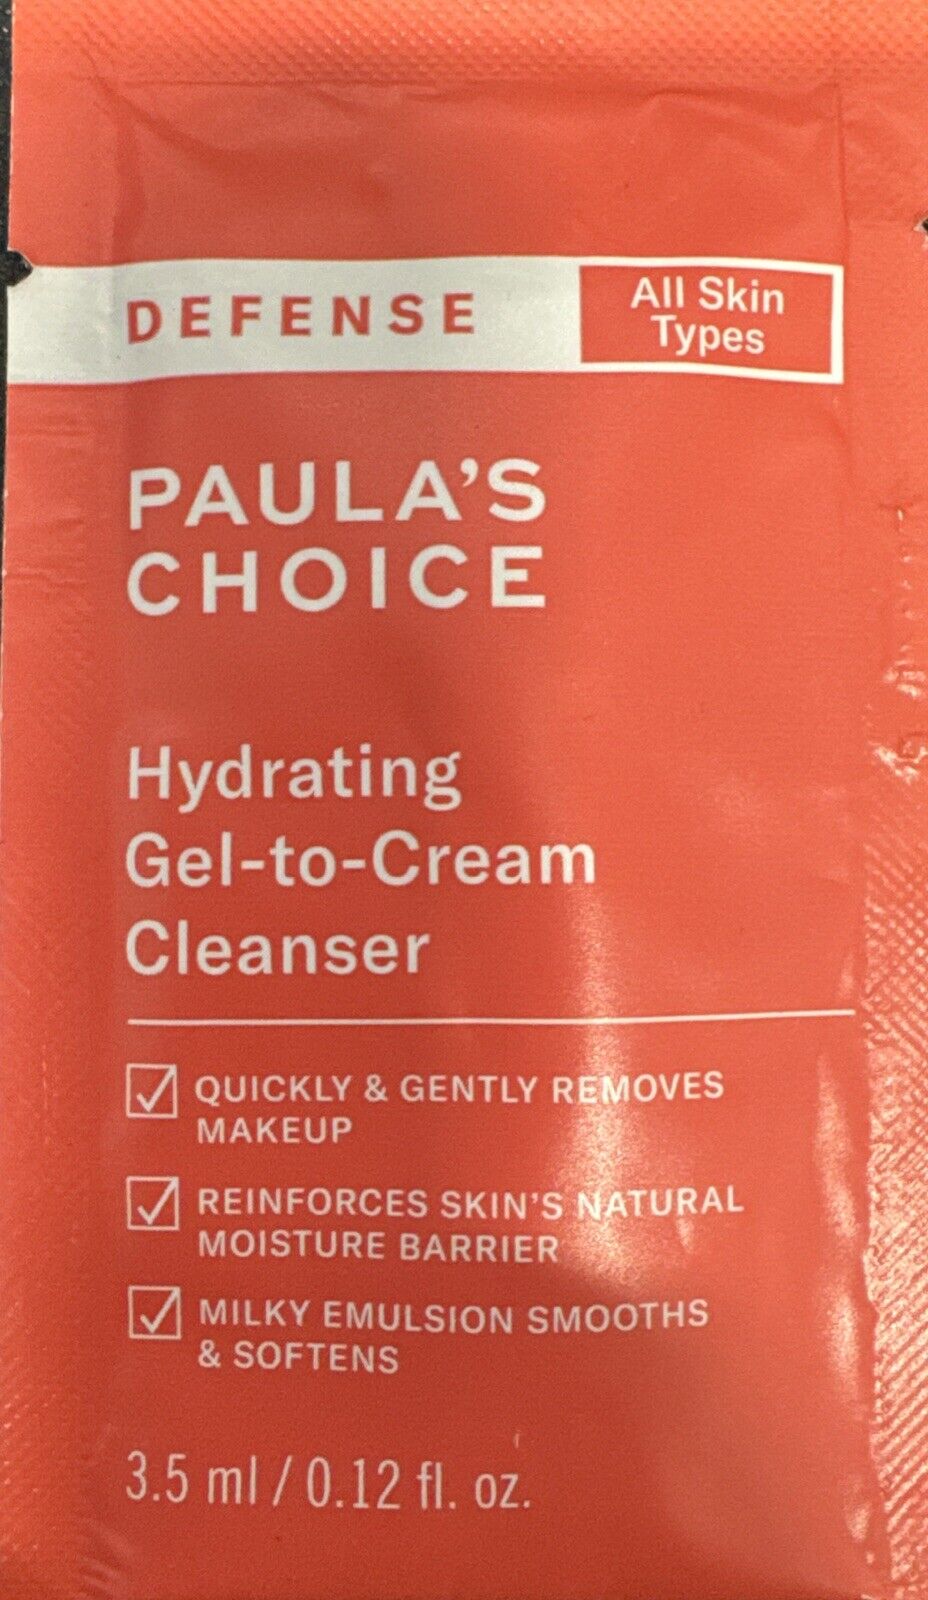 DEFENSE
All Skin
Types
PAULA'S
CHOICE
Hydrating
Gel-to-Cream
Cleanser
QUICKLY & GENTLY REMOVES
MAKEUP
REINFORCES SKIN'S NATURAL
MOISTURE BARRIER
MILKY EMULSION SMOOTHS
& SOFTENS
3.5 ml / 0.12 fl. oz.